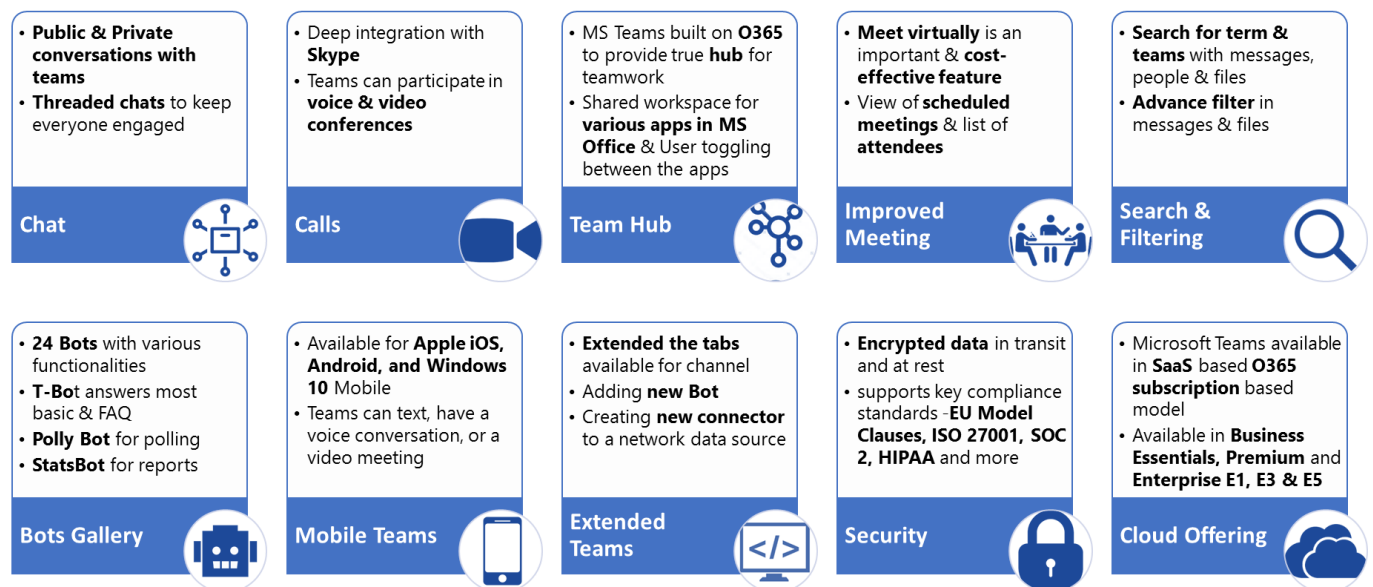 • Public & Private
conversations with
teams
• Threaded chats to keep
everyone engaged
Chat
• Deep integration with
Skype
• Teams can participate in
voice & video
conferences
Calls
• MS Teams built on O365
to provide true hub for
teamwork
• Shared workspace for
various apps in MS
Office & User toggling
between the apps
Team Hub
• Meet virtually is an
important & cost-
effective feature
• View of scheduled
meetings & list of
attendees
Improved
Meeting
• Search for term &
teams with messages,
people & files
• Advance filter in
messages & files
Search &
Filtering
• 24 Bots with various
functionalities
• T-Bot answers most
basic & FAQ
• Polly Bot for polling
• StatsBot for reports
Bots Gallery
• Available for Apple iOS,
Android, and Windows
10 Mobile
• Teams can text, have a
voice conversation, or a
video meeting
Mobile Teams
• Extended the tabs
available for channel
• Adding new Bot
• Creating new connector
to a network data source
Extended
Teams
</>
• Encrypted data in transit
and at rest
• supports key compliance
standards -EU Model
Clauses, ISO 27001, SOC
2, HIPAA and more
Security
• Microsoft Teams available
in SaaS based O365
subscription based
model
• Available in Business
Essentials, Premium and
Enterprise E1, E3 & E5
Cloud Offering